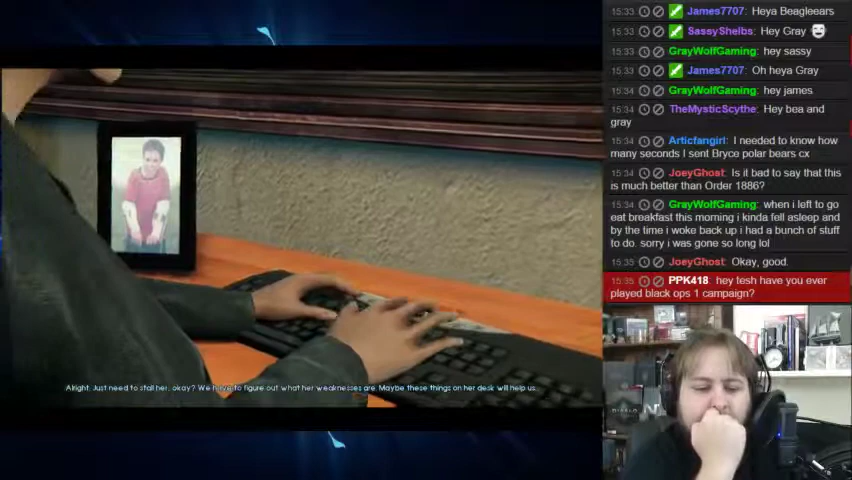 15:33 James7707: Heya Beagleears
15:33 SassyShelbs: Hey Gray
15:33 GrayWolfGaming: hey sassy
15:33 James7707: Oh heya Gray
15:34 GrayWolfGaming: hey james
15:34 TheMysticScythe: Hey bea and
gray
15:34 Articfangirl: I needed to know how
many seconds I sent Bryce polar bears cx
15:34 JoeyGhost: Is it bad to say that this
is much better than Order 1886?
15:34 GrayWolfGaming: when i left to go
eat breakfast this morning i kinda fell asleep and
by the time i woke back up i had a bunch of stuff
to do. sorry i was gone so long lol
15:35 JoeyGhost: Okay, good.
15:35 PPK418: hey tesh have you ever
played black ops 1 campaign?
Alright. Just need to stall her, okay? We have to figure out what her weaknesses are. Maybe these things on her desk will help us.
DIABLO